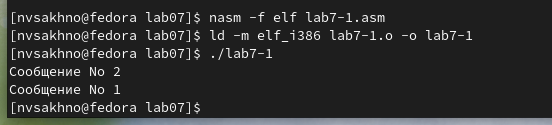 [nvsakhno@fedora lab07]$ nasm -f elf lab7-1.asm
[nvsakhno@fedora lab07]$ ld -m elf_i386 lab7-1.o -o lab7-1
[nvsakhno@fedora lab07]$ ./lab7-1
Сообщение No 2
Сообщение No 1
[nvsakhno@fedora lab07]$